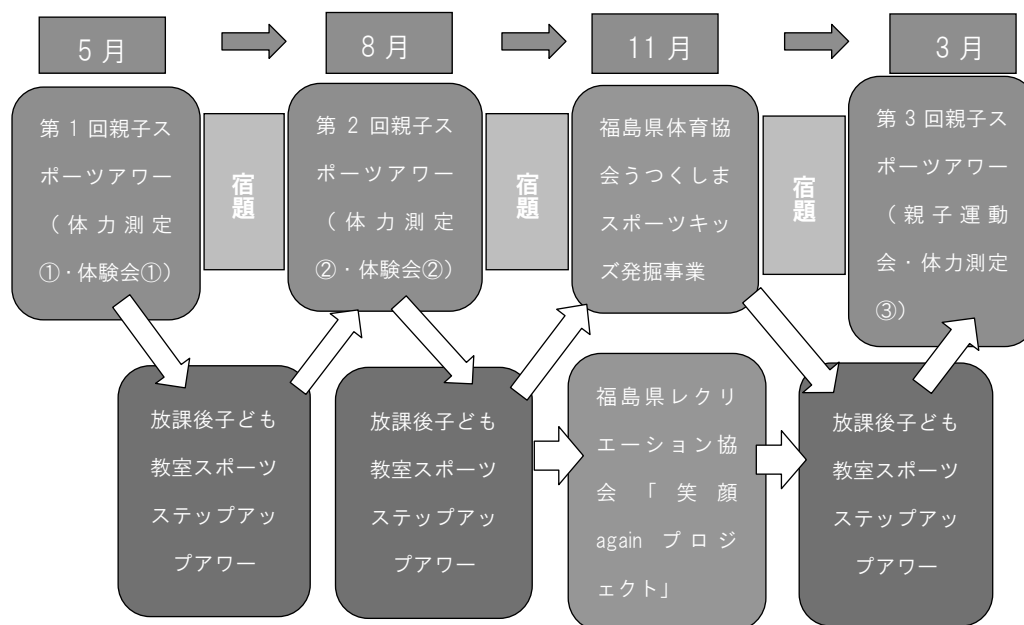 5月
8月
11月
3月
第1回親子ス
ポーツアワー
（体力測定
①・体験会①）
宿題
第2回親子ス
ポーツアワー
（体力測定
②・体験会②）
宿題
福島県体育協
会うつくしま
スポーツキッ
ズ発掘事業
宿題
第3回親子ス
ポーツアワー
（親子運動
会・体力測定
③）
放課後子ども
教室スポーツ
ステップアッ
プアワー
放課後子ども
教室スポーツ
ステップアッ
プアワー
福島県レクリ
エーション協
会「笑顔
againプロジ
ェクト」
放課後子ども
教室スポーツ
ステップアッ
プアワー